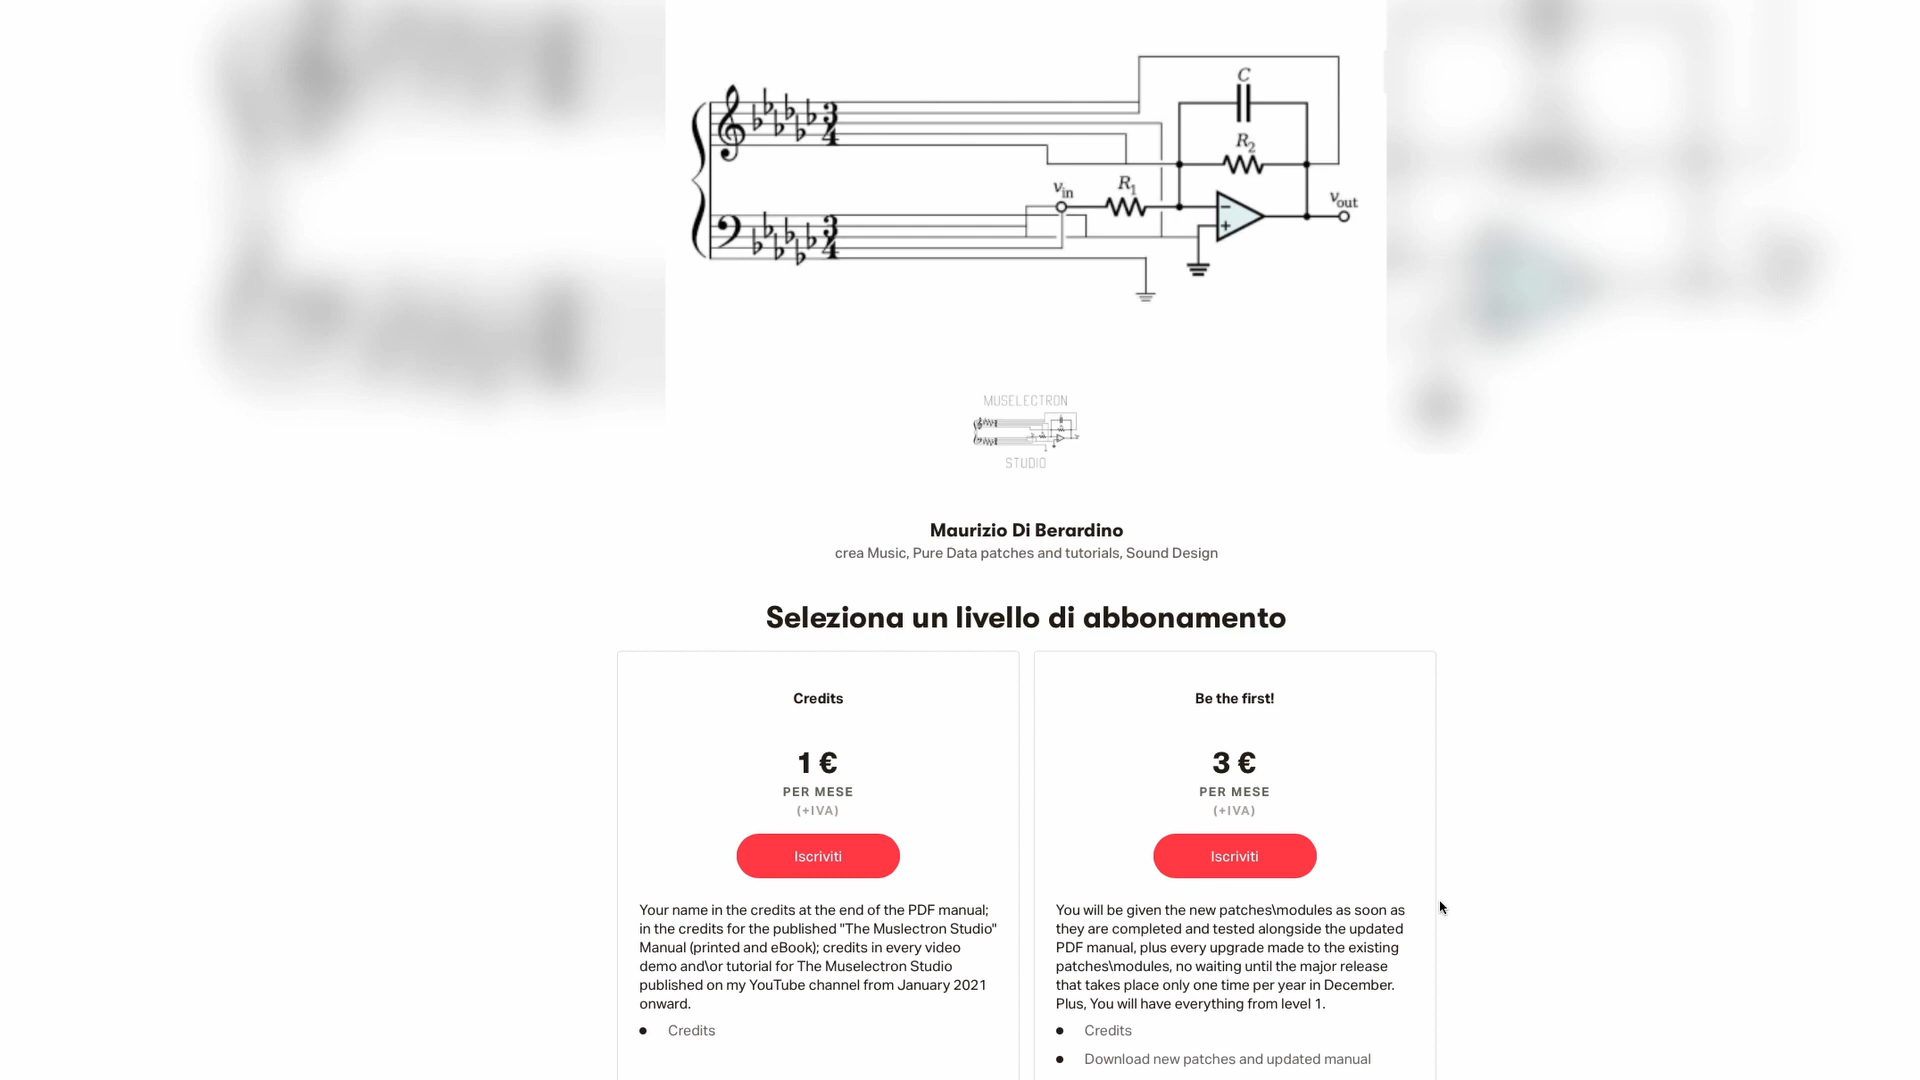 C
R2
3
4
vin
R1
vout
3
4
MUSELECTRON
STUDIO
Maurizio Di Berardino
crea Music, Pure Data patches and tutorials, Sound Design
Seleziona un livello di abbonamento
Credits
1 €
PER MESE
(+IVA)
Iscriviti
Your name in the credits at the end of the PDF manual;
in the credits for the published "The Muslectron Studio"
Manual (printed and eBook); credits in every video
demo and\or tutorial for The Muselectron Studio
published on my YouTube channel from January 2021
onward.
● Credits
Be the first!
3 €
PER MESE
(+IVA)
Iscriviti
You will be given the new patches\modules as soon as
they are completed and tested alongside the updated
PDF manual, plus every upgrade made to the existing
patches\modules, no waiting until the major release
that takes place only one time per year in December.
Plus, You will have everything from level 1.
● Credits
● Download new patches and updated manual